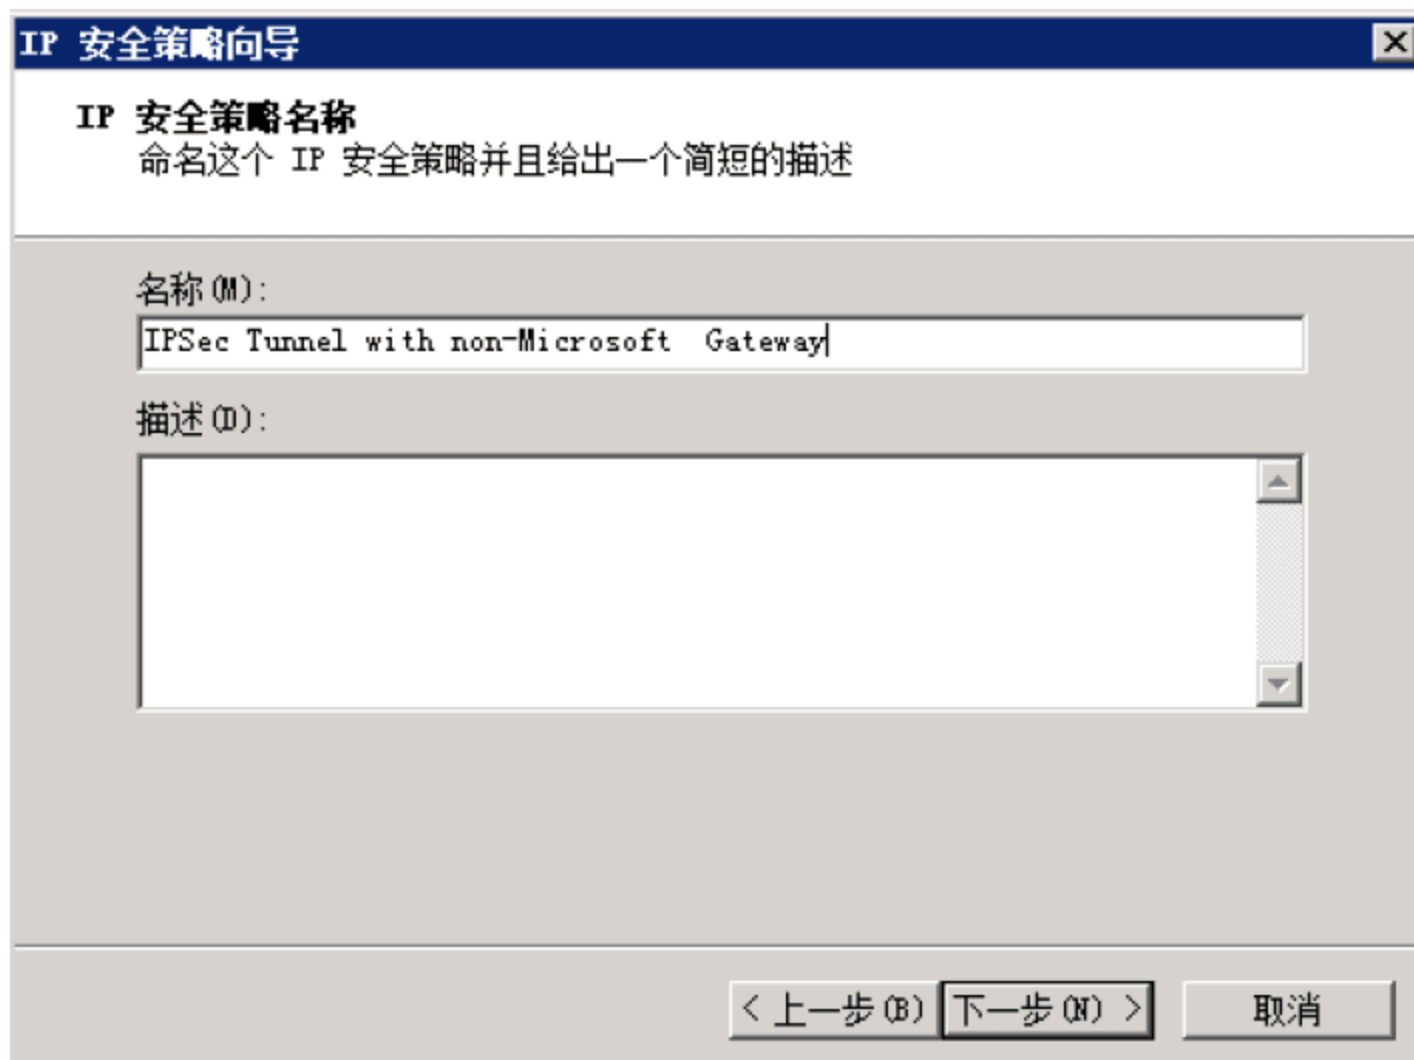 IP 安全策略向导
IP 安全策略名称
命名这个 IP 安全策略并且给出一个简短的描述
名称(M):
IPSec Tunnel with non-Microsoft  Gateway
描述(D):
< 上一步(B) 下一步(N) > 取消